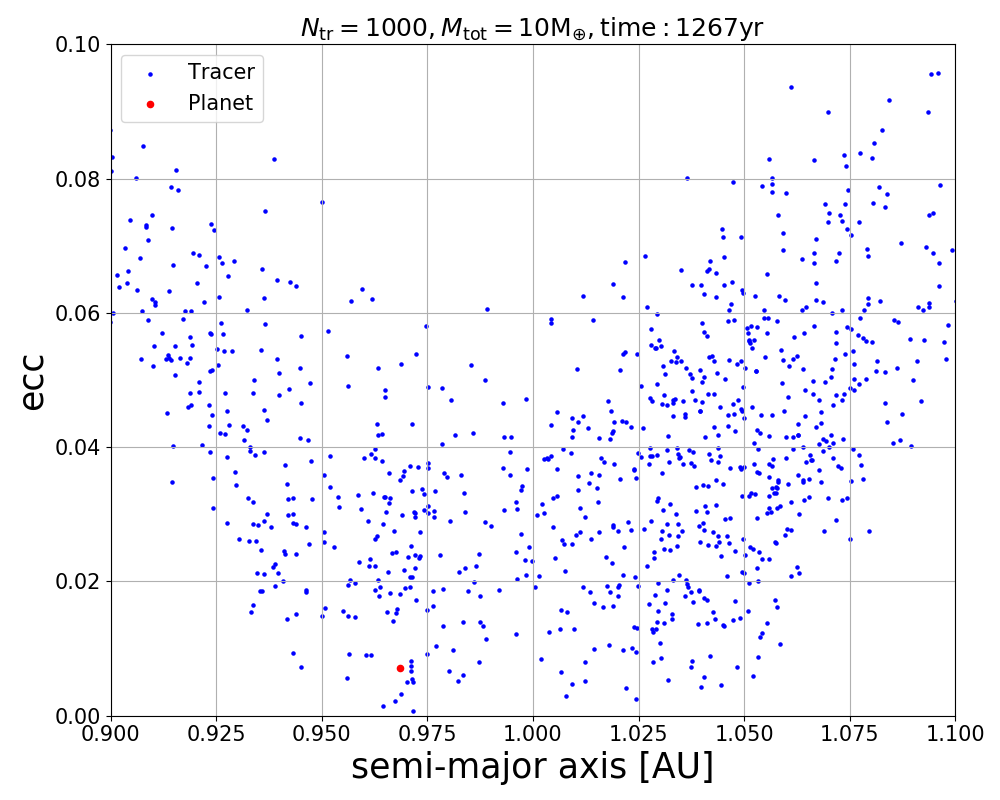 N_tr = 1000, M_tot = 10M_⊕, time : 1267yr
Tracer
Planet
ecc
0.10
0.08
0.06
0.04
0.02
0.00
0.900 0.925 0.950 0.975 1.000 1.025 1.050 1.075 1.100
semi-major axis [AU]